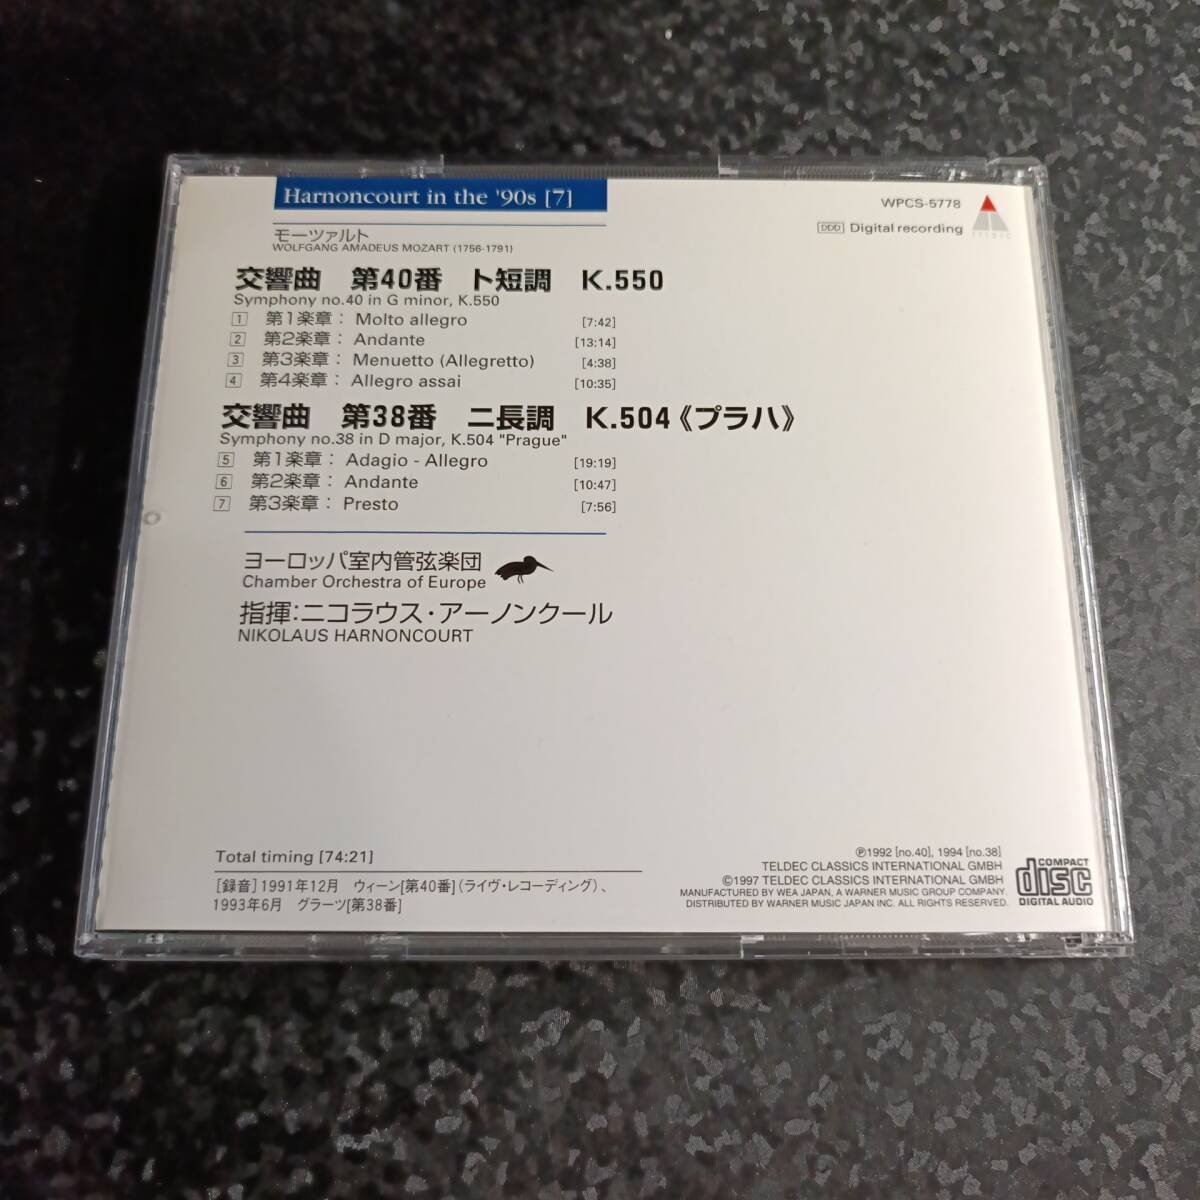 Harnoncourt in the '90s [7]
WPCS-5778
DDD Digital recording
TELDEC
モーツァルト
WOLFGANG AMADEUS MOZART (1756-1791)
交響曲 第40番 ト短調 K.550
Symphony no.40 in G minor, K.550
1 第1楽章： Molto allegro [7:42]
2 第2楽章： Andante [13:14]
3 第3楽章： Menuetto (Allegretto) [4:38]
4 第4楽章： Allegro assai [10:35]
交響曲 第38番 ニ長調 K.504《プラハ》
Symphony no.38 in D major, K.504 "Prague"
5 第1楽章： Adagio - Allegro [19:19]
6 第2楽章： Andante [10:47]
7 第3楽章： Presto [7:56]
ヨーロッパ室内管弦楽団
Chamber Orchestra of Europe
指揮：ニコラウス・アーノンクール
NIKOLAUS HARNONCOURT
Total timing [74:21]
［録音］1991年12月 ウィーン[第40番]（ライヴ・レコーディング）、
1993年6月 グラーツ[第38番]
℗1992 [no.40], 1994 [no.38]
TELDEC CLASSICS INTERNATIONAL GMBH
©1997 TELDEC CLASSICS INTERNATIONAL GMBH
MANUFACTURED BY WEA JAPAN, A WARNER MUSIC GROUP COMPANY.
DISTRIBUTED BY WARNER MUSIC JAPAN INC. ALL RIGHTS RESERVED.
COMPACT
disc
DIGITAL AUDIO